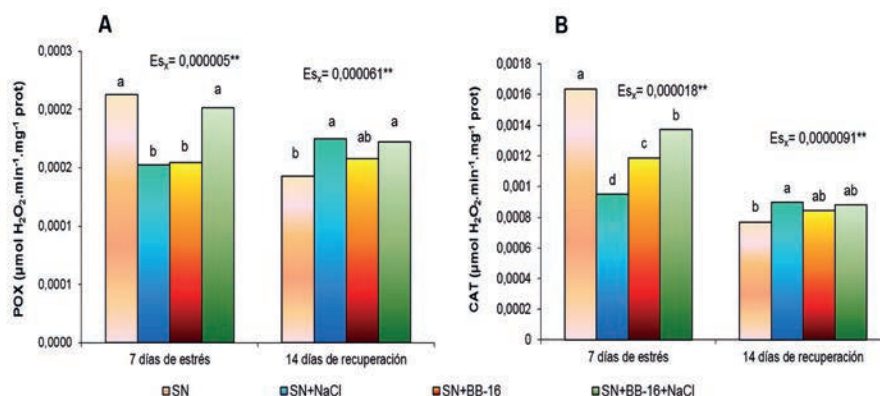 A
POX (µmol H₂O₂.min⁻¹.mg⁻¹ prot)
0,0003
0,0002
0,0002
0,0001
0,0001
0,0000
Esₓ= 0,000005**
Esₓ= 0,000061**
a
b
b
a
b
a
ab
a
7 días de estrés
14 días de recuperación
B
CAT (µmol H₂O₂.min⁻¹.mg⁻¹ prot)
0,0018
0,0016
0,0014
0,0012
0,001
0,0008
0,0006
0,0004
0,0002
0
Esₓ= 0,000018**
Esₓ= 0,0000091**
a
d
c
b
b
a
ab
ab
7 días de estrés
14 días de recuperación
SN
SN+NaCl
SN+BB-16
SN+BB-16+NaCl